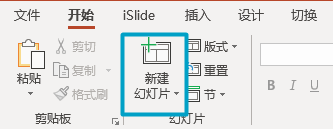 文件 开始 iSlide 插入 设计 切换
粘贴
剪切
复制
格式刷
剪贴板
新建
幻灯片
版式
重置
节
幻灯片
B I U S